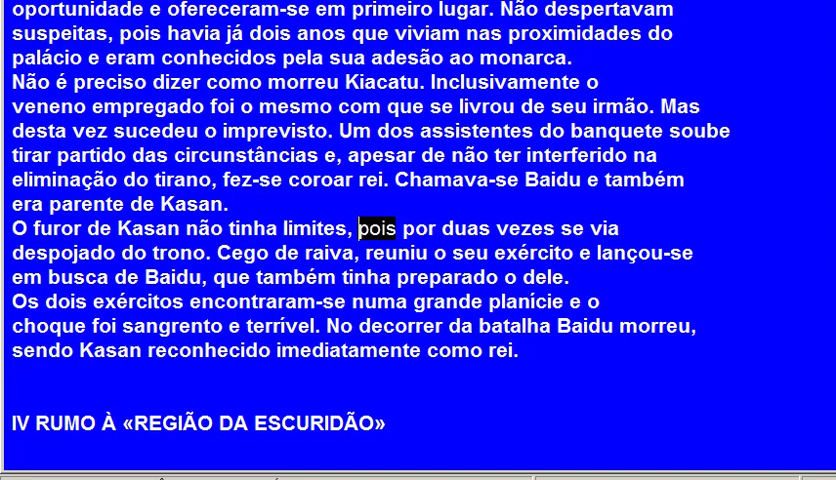 oportunidade e ofereceram-se em primeiro lugar. Não despertavam
suspeitas, pois havia já dois anos que viviam nas proximidades do
palácio e eram conhecidos pela sua adesão ao monarca.
Não é preciso dizer como morreu Kiacatu. Inclusivamente o
veneno empregado foi o mesmo com que se livrou de seu irmão. Mas
desta vez sucedeu o imprevisto. Um dos assistentes do banquete soube
tirar partido das circunstâncias e, apesar de não ter interferido na
eliminação do tirano, fez-se coroar rei. Chamava-se Baidu e também
era parente de Kasan.
O furor de Kasan não tinha limites, pois por duas vezes se via
despojado do trono. Cego de raiva, reuniu o seu exército e lançou-se
em busca de Baidu, que também tinha preparado o dele.
Os dois exércitos encontraram-se numa grande planície e o
choque foi sangrento e terrível. No decorrer da batalha Baidu morreu,
sendo Kasan reconhecido imediatamente como rei.
IV RUMO À «REGIÃO DA ESCURIDÃO»